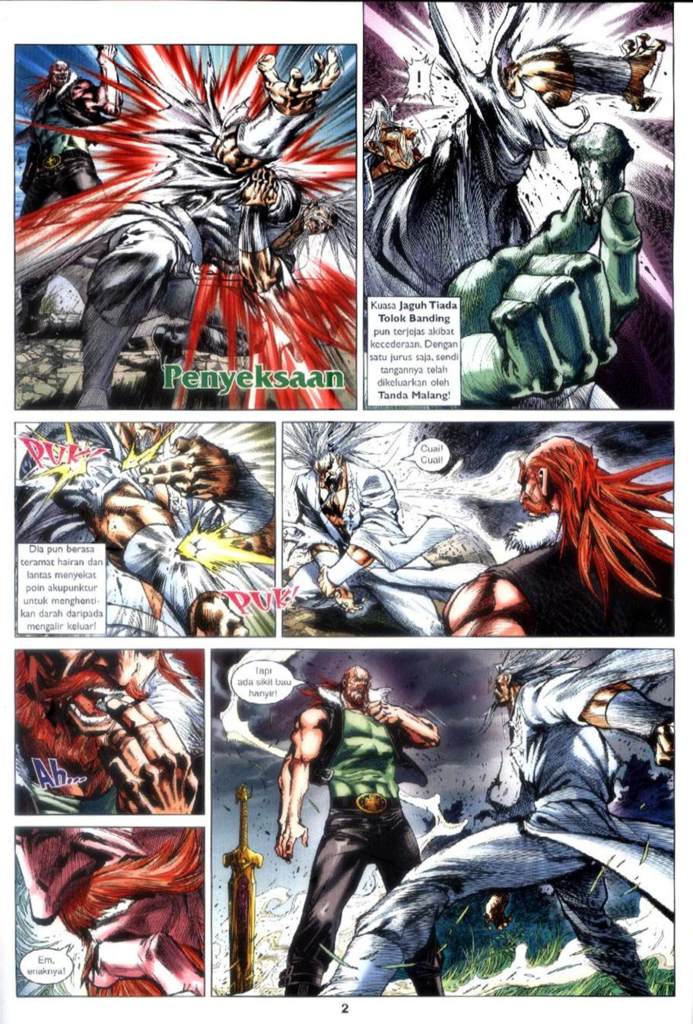 Penyeksaan
!
Kuasa Jaguh Tiada
Tolok Banding
pun terjejas akibat
kecederaan. Dengan
satu jurus saja, sendi
tangannya telah
dikeluarkan oleh
Tanda Malang!
PUK!
Dia pun berasa
teramat hairan dan
lantas menyekat
poin akupunktur
untuk menghenti-
kan darah daripada
mengalir keluar!
PUK!
Cuai!
Cuai!
Ah...
Em,
enaknya!
Tapi
ada sikit bau
hanyir!
2